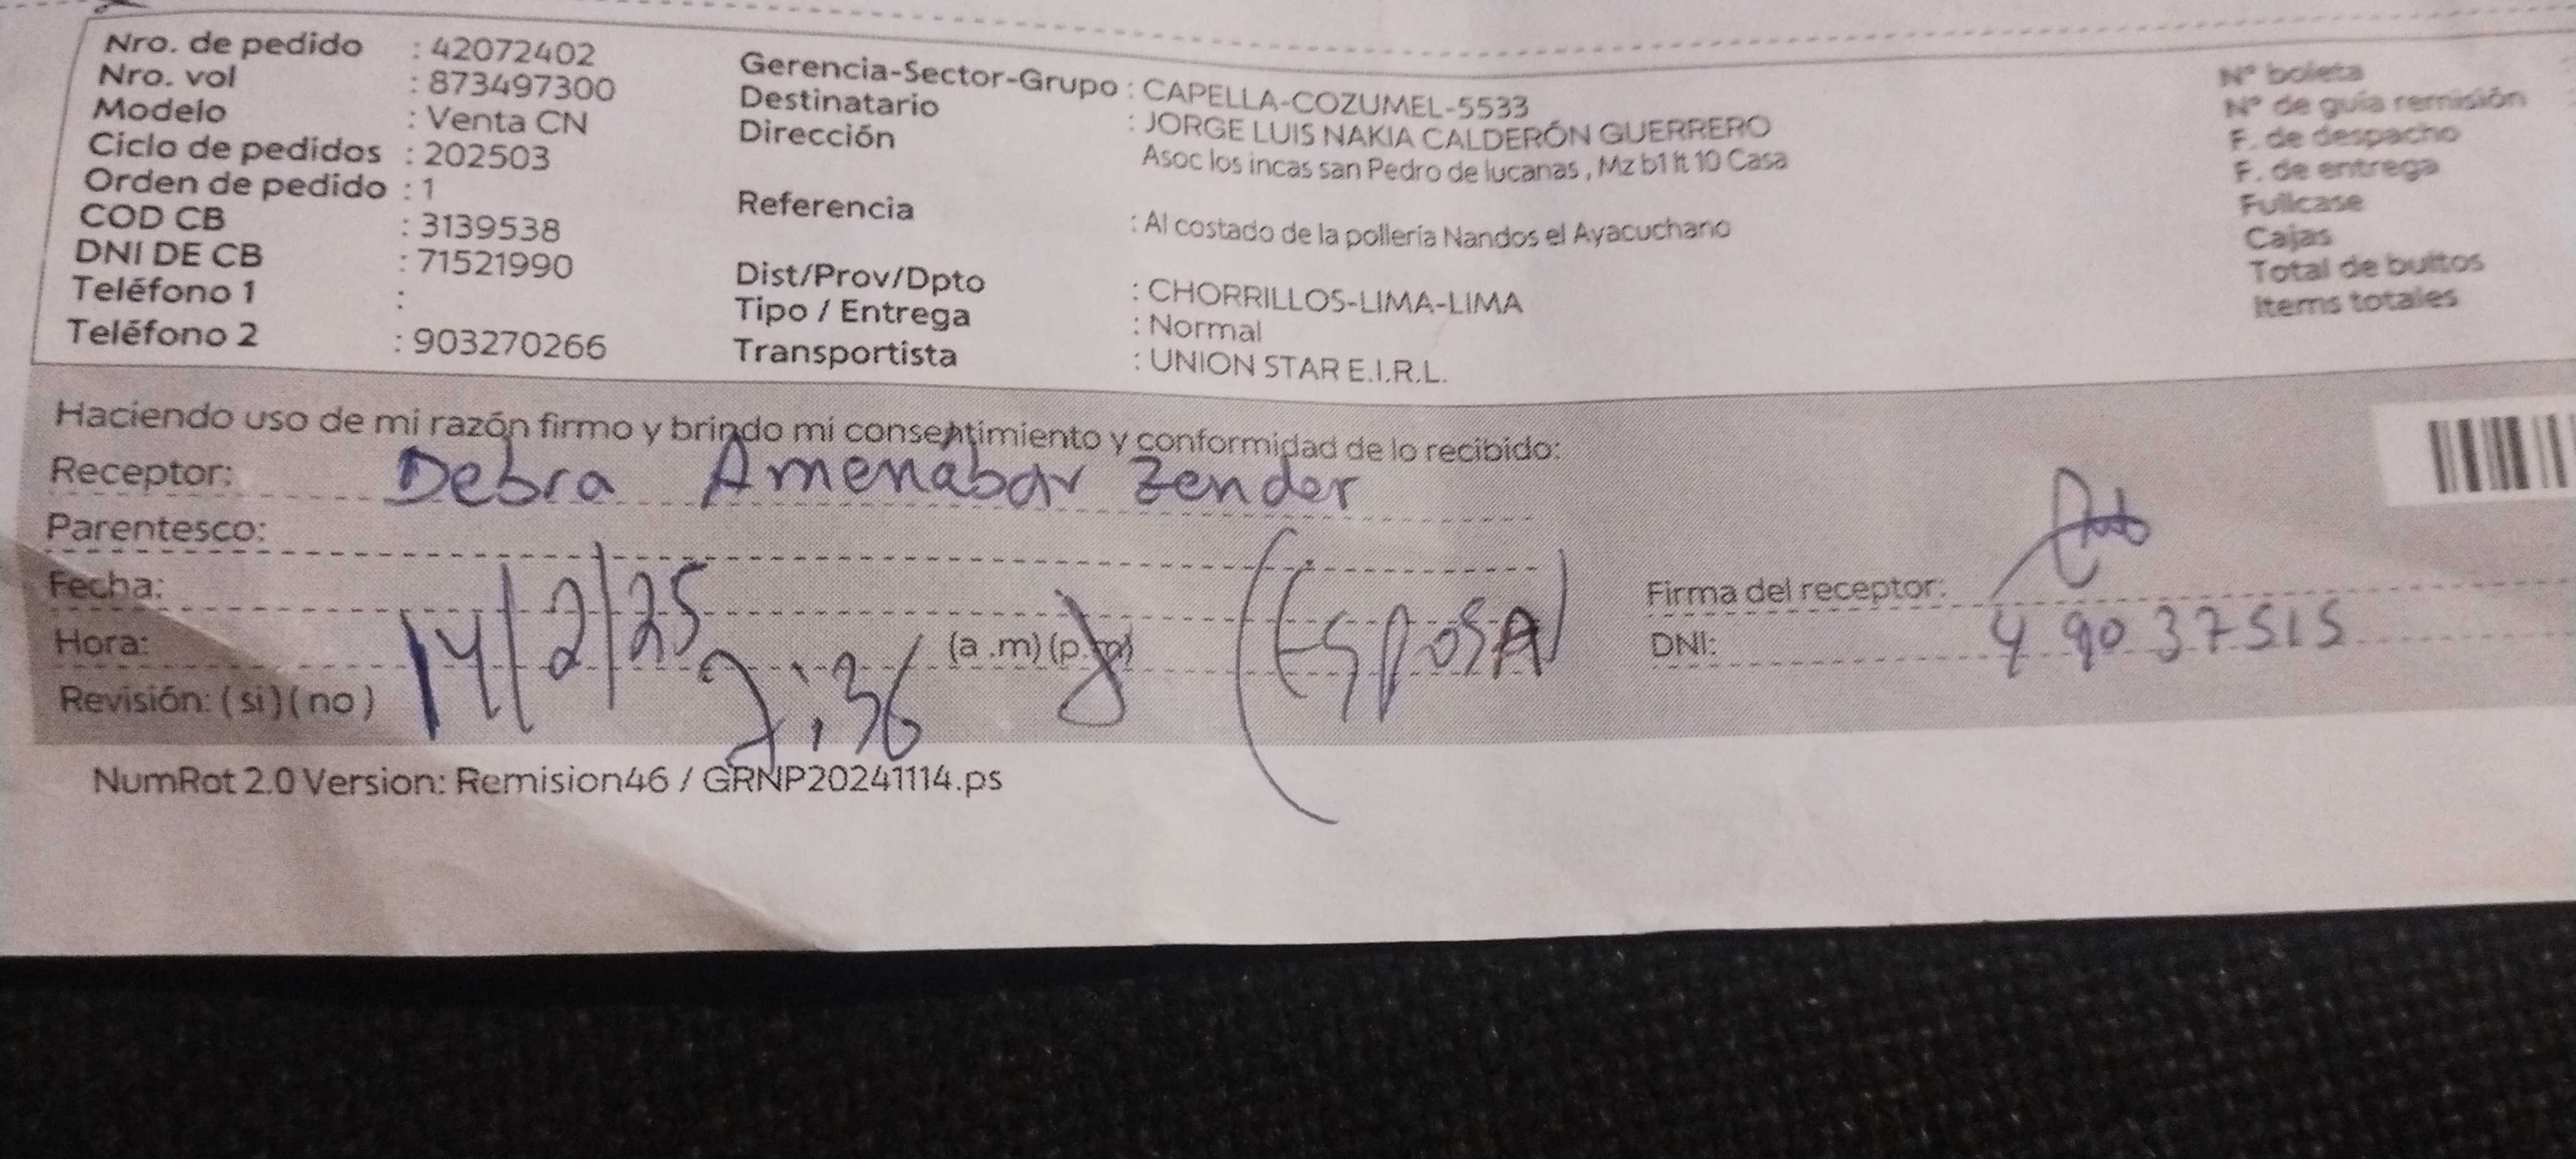 Nro. de pedido : 42072402
Nro. vol : 873497300
Modelo : Venta CN
Ciclo de pedidos : 202503
Orden de pedido : 1
COD CB : 3139538
DNI DE CB : 71521990
Teléfono 1 :
Teléfono 2 : 903270266
Gerencia-Sector-Grupo : CAPELLA-COZUMEL-5533
Destinatario : JORGE LUIS NAKIA CALDERÓN GUERRERO
Dirección Asoc los incas san Pedro de lucanas , Mz b1 lt 10 Casa
Referencia : Al costado de la pollería Nandos el Ayacuchano
Dist/Prov/Dpto : CHORRILLOS-LIMA-LIMA
Tipo / Entrega : Normal
Transportista : UNION STAR E.I.R.L.
N° boleta
N° de guía remisión
F. de despacho
F. de entrega
Fullcase
Cajas
Total de bultos
Items totales
Haciendo uso de mi razón firmo y brindo mi consentimiento y conformidad de lo recibido:
Receptor: Debra Amenabar Zender
Parentesco: (Esposa)
Fecha: 14/2/25
Hora: 2:36 (a .m) (p.m)
Revisión: ( si ) ( no )
Firma del receptor:
DNI:
NumRot 2.0 Version: Remision46 / GRNP20241114.ps